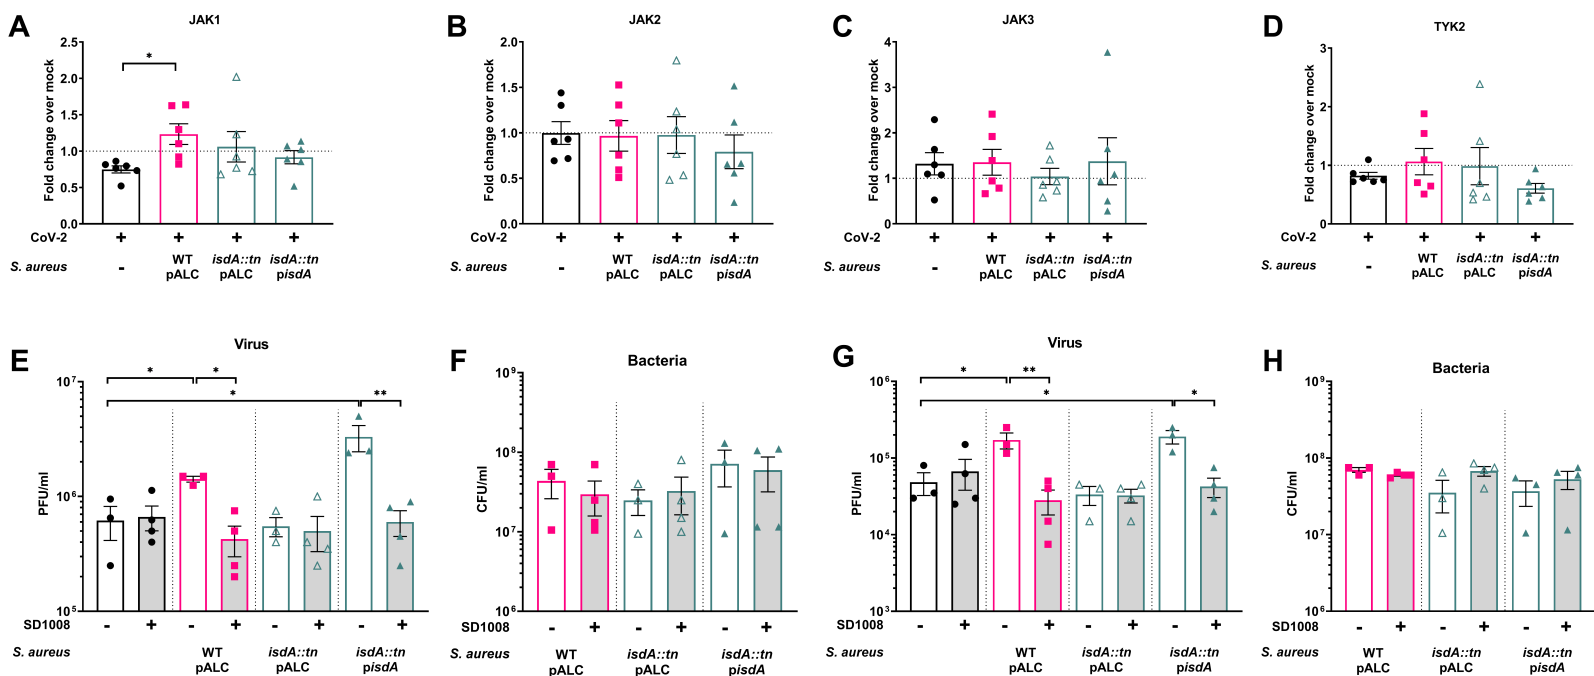 A
JAK1
Fold change over mock
2.5
2.0
1.5
1.0
0.5
0.0
*
CoV-2 + + + +
S. aureus - WT pALC isdA::tn pALC isdA::tn pisdA
B
JAK2
Fold change over mock
2.0
1.5
1.0
0.5
0.0
+ + + +
- WT pALC isdA::tn pALC isdA::tn pisdA
C
JAK3
Fold change over mock
4
3
2
1
0
CoV-2 + + + +
S. aureus - WT pALC isdA::tn pALC isdA::tn pisdA
D
TYK2
Fold change over mock
3
2
1
0
+ + + +
- WT pALC isdA::tn pALC isdA::tn pisdA
E
Virus
PFU/ml
10⁷
10⁶
10⁵
* *
* **
SD1008 - + - + - + - +
S. aureus WT pALC isdA::tn pALC isdA::tn pisdA
F
Bacteria
CFU/ml
10⁹
10⁸
10⁷
10⁶
SD1008 - + - + - +
S. aureus WT pALC isdA::tn pALC isdA::tn pisdA
G
Virus
PFU/ml
10⁶
10⁵
10⁴
10³
* **
* *
SD1008 - + - + - + - +
S. aureus WT pALC isdA::tn pALC isdA::tn pisdA
H
Bacteria
CFU/ml
10⁹
10⁸
10⁷
10⁶
SD1008 - + - + - +
S. aureus WT pALC isdA::tn pALC isdA::tn pisdA